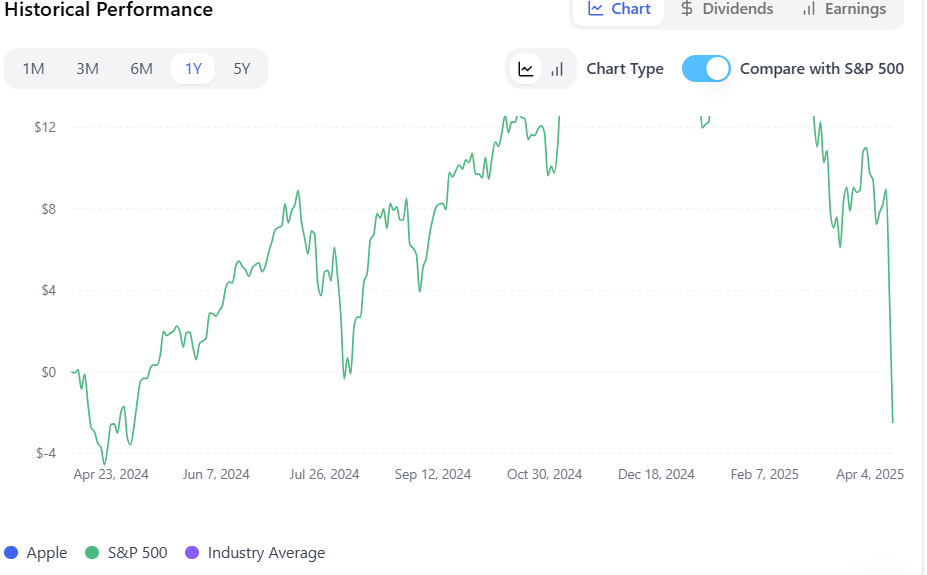 Historical Performance
Chart
Dividends
Earnings
1M
3M
6M
1Y
5Y
Chart Type
Compare with S&P 500
$12
$8
$4
$0
$-4
Apr 23, 2024
Jun 7, 2024
Jul 26, 2024
Sep 12, 2024
Oct 30, 2024
Dec 18, 2024
Feb 7, 2025
Apr 4, 2025
Apple
S&P 500
Industry Average